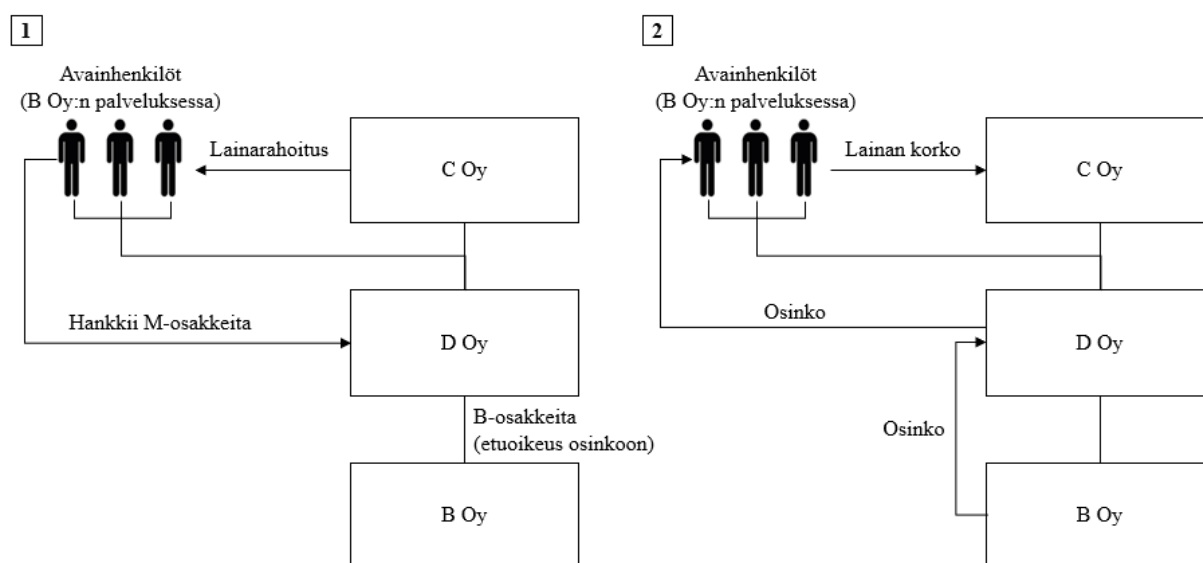 1
Avainhenkilöt
(B Oy:n palveluksessa)
Lainarahoitus
C Oy
Hankkii M-osakkeita
D Oy
B-osakkeita
(etuoikeus osinkoon)
B Oy
2
Avainhenkilöt
(B Oy:n palveluksessa)
Lainan korko
C Oy
Osinko
D Oy
Osinko
B Oy